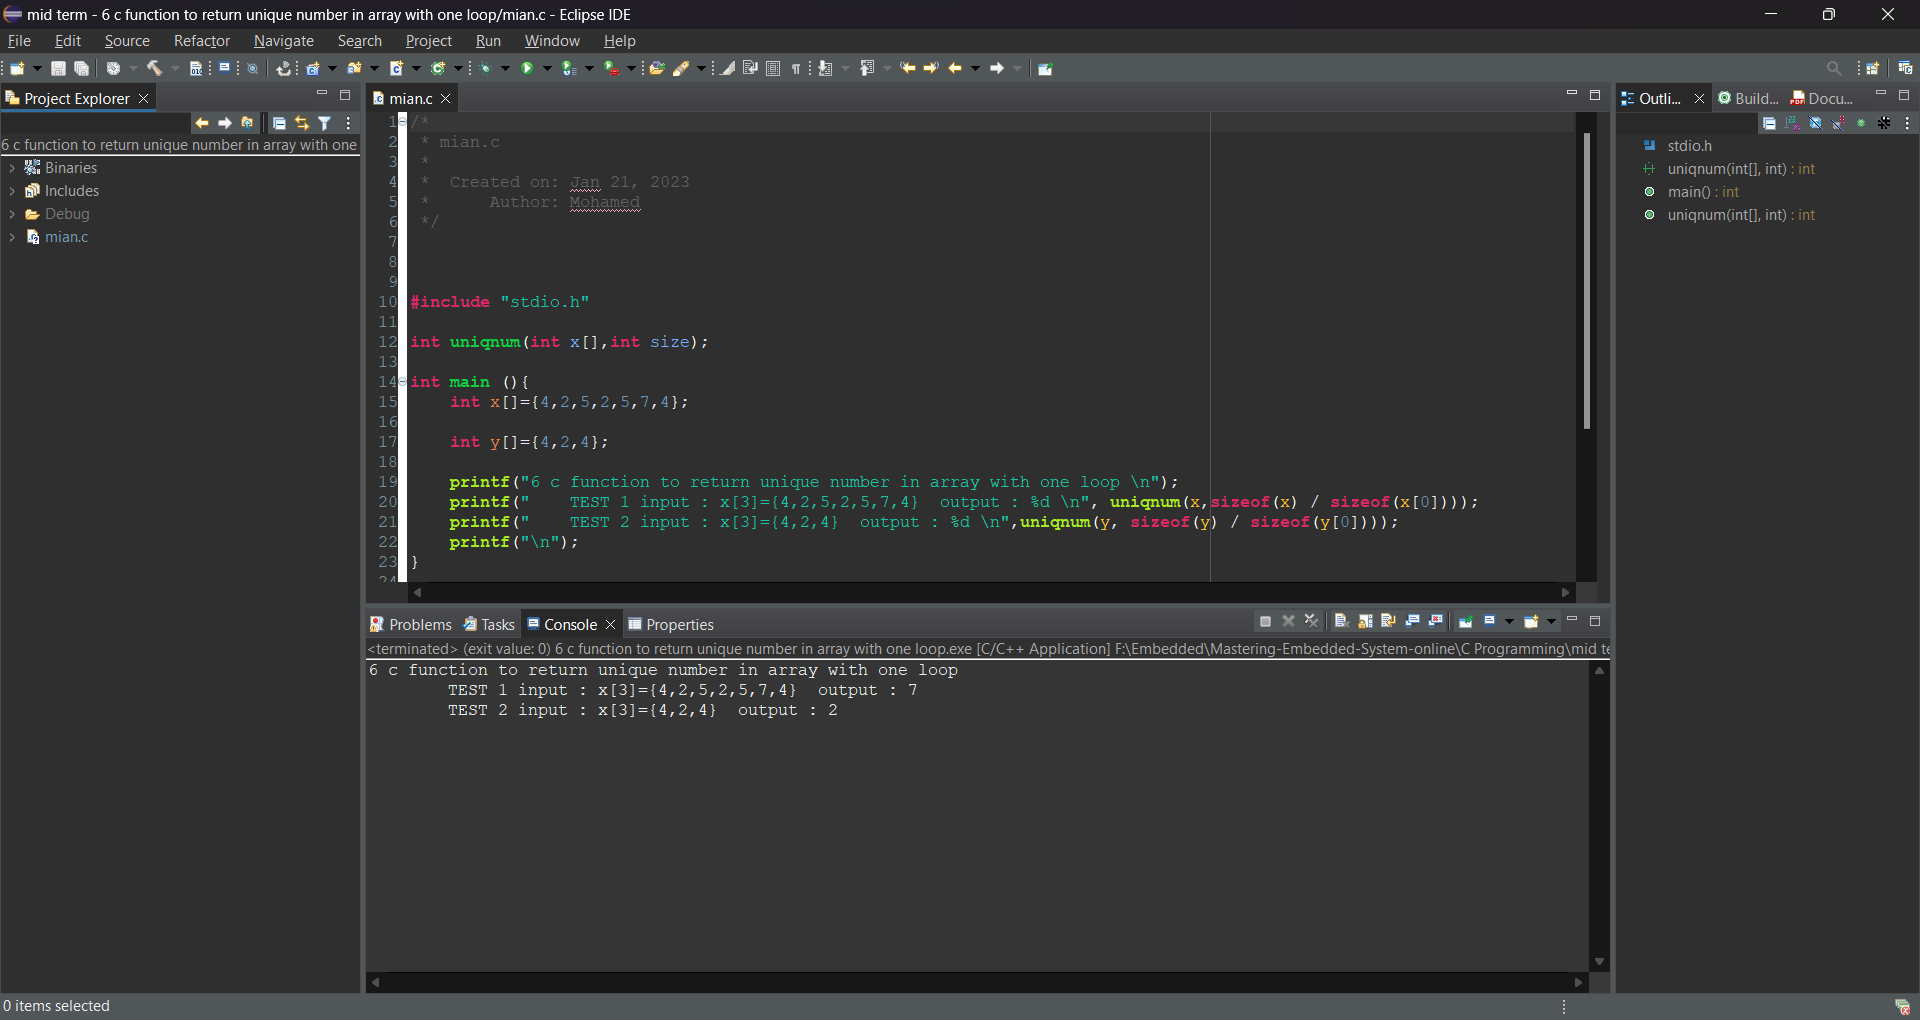 mid term - 6 c function to return unique number in array with one loop/mian.c - Eclipse IDE
File Edit Source Refactor Navigate Search Project Run Window Help
Project Explorer
mian.c
Outli... Build... Docu...
6 c function to return unique number in array with one
Binaries
Includes
Debug
mian.c
1 /*
2 * mian.c
3 *
4 * Created on: Jan 21, 2023
5 * Author: Mohamed
6 */
7
8
9
10 #include "stdio.h"
11
12 int uniqnum(int x[],int size);
13
14 int main (){
15 int x[]={4,2,5,2,5,7,4};
16
17 int y[]={4,2,4};
18
19 printf("6 c function to return unique number in array with one loop \n");
20 printf(" TEST 1 input : x[3]={4,2,5,2,5,7,4} output : %d \n", uniqnum(x,sizeof(x) / sizeof(x[0])));
21 printf(" TEST 2 input : x[3]={4,2,4} output : %d \n",uniqnum(y, sizeof(y) / sizeof(y[0])));
22 printf("\n");
23 }
24
stdio.h
uniqnum(int[], int) : int
main() : int
uniqnum(int[], int) : int
Problems Tasks Console Properties
<terminated> (exit value: 0) 6 c function to return unique number in array with one loop.exe [C/C++ Application] F:\Embedded\Mastering-Embedded-System-online\C Programming\mid te
6 c function to return unique number in array with one loop
TEST 1 input : x[3]={4,2,5,2,5,7,4} output : 7
TEST 2 input : x[3]={4,2,4} output : 2
0 items selected